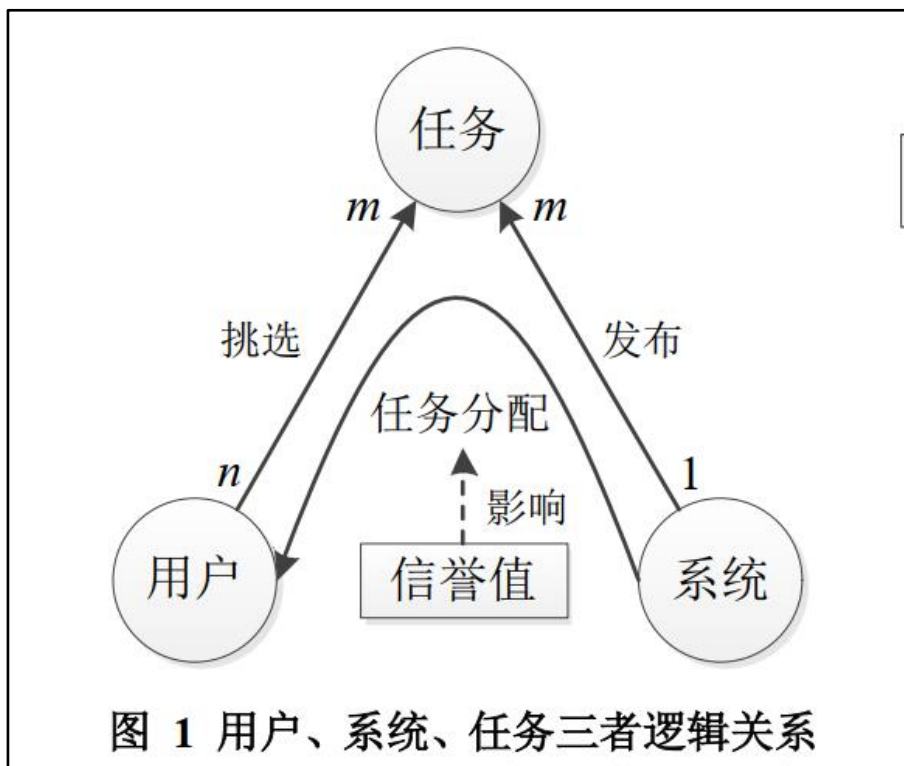 任务
m
m
挑选
发布
任务分配
n
1
影响
用户
信誉值
系统
图 1 用户、系统、任务三者逻辑关系